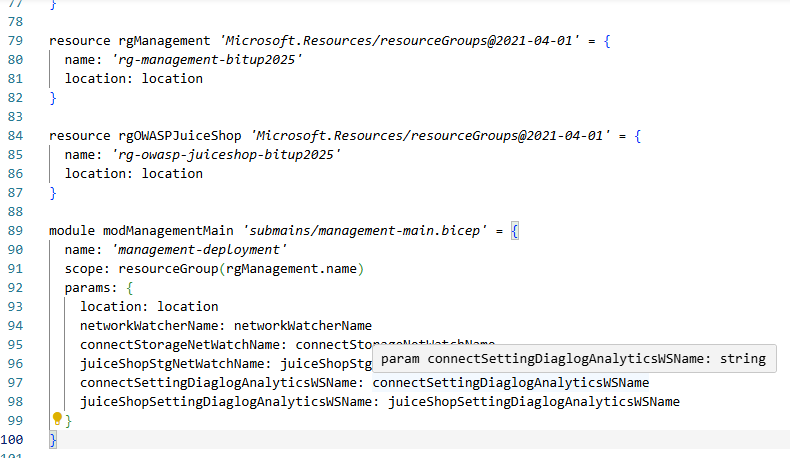 77 }
78
79 resource rgManagement 'Microsoft.Resources/resourceGroups@2021-04-01' = {
80 name: 'rg-management-bitup2025'
81 location: location
82 }
83
84 resource rgOWASPJuiceShop 'Microsoft.Resources/resourceGroups@2021-04-01' = {
85 name: 'rg-owasp-juiceshop-bitup2025'
86 location: location
87 }
88
89 module modManagementMain 'submains/management-main.bicep' = {
90 name: 'management-deployment'
91 scope: resourceGroup(rgManagement.name)
92 params: {
93 location: location
94 networkWatcherName: networkWatcherName
95 connectStorageNetWatchName: connectStorageNetWatchName
param connectSettingDiaglogAnalyticsWSName: string
96 juiceShopStgNetWatchName: juiceShopStg
97 connectSettingDiaglogAnalyticsWSName: connectSettingDiaglogAnalyticsWSName
98 juiceShopSettingDiaglogAnalyticsWSName: juiceShopSettingDiaglogAnalyticsWSName
99 }
100 }
101